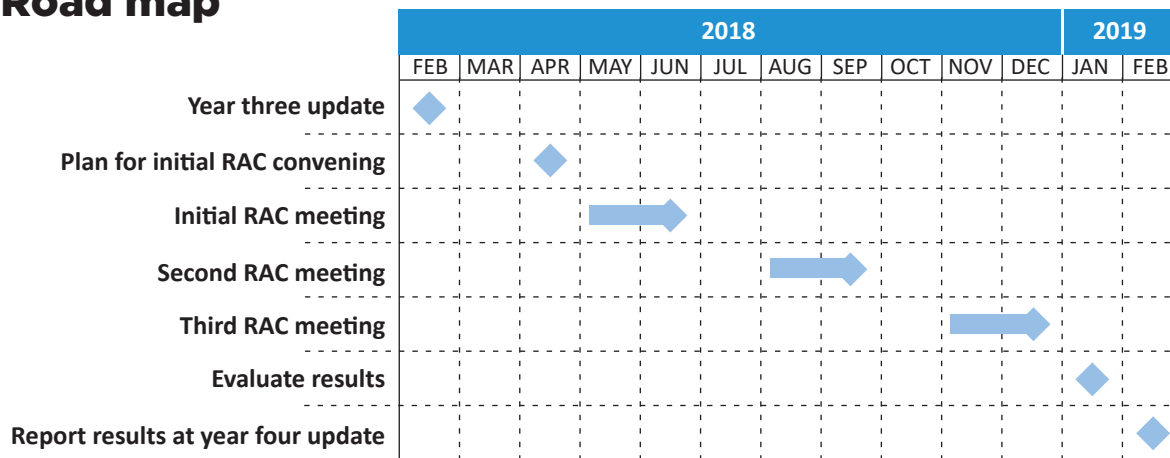 Road map
2018 2019
FEB MAR APR MAY JUN JUL AUG SEP OCT NOV DEC JAN FEB
Year three update
Plan for initial RAC convening
Initial RAC meeting
Second RAC meeting
Third RAC meeting
Evaluate results
Report results at year four update